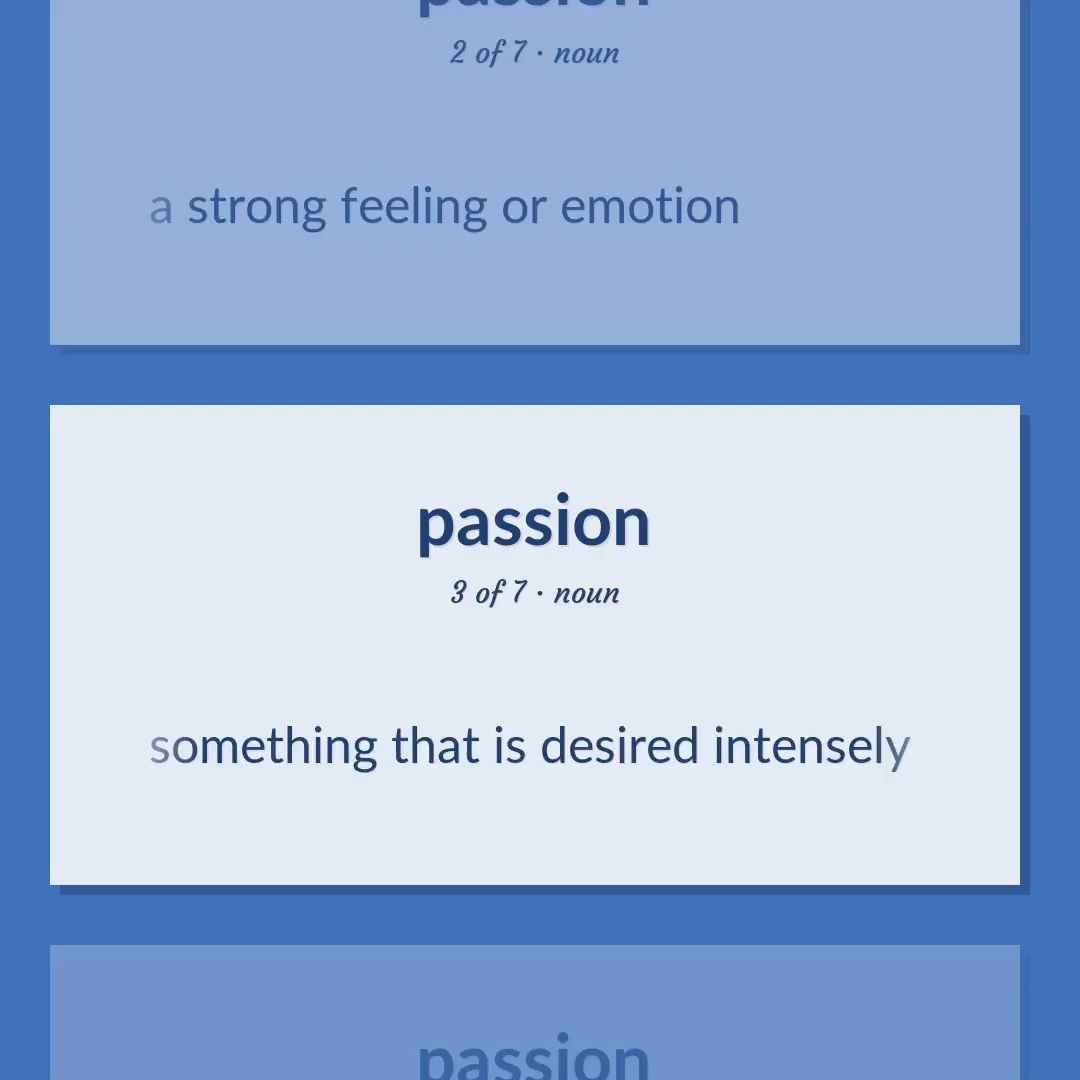 passion
2 of 7 · noun
a strong feeling or emotion
passion
3 of 7 · noun
something that is desired intensely
passion